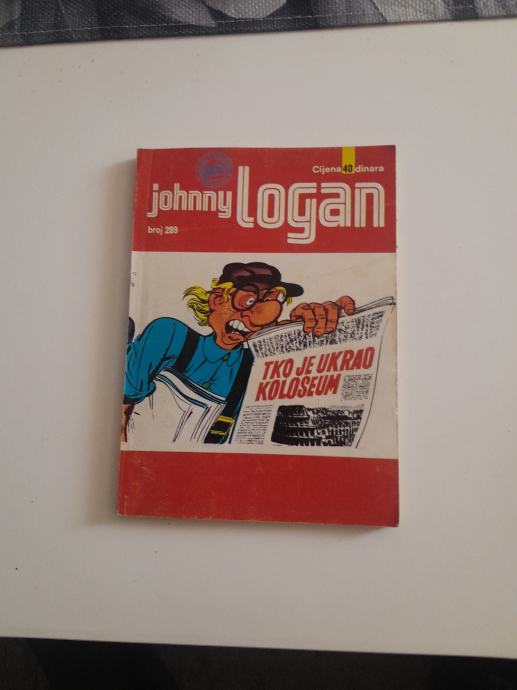 Cijena 40 dinara
johnny logan
broj 289
TKO JE UKRAO
KOLOSEUM